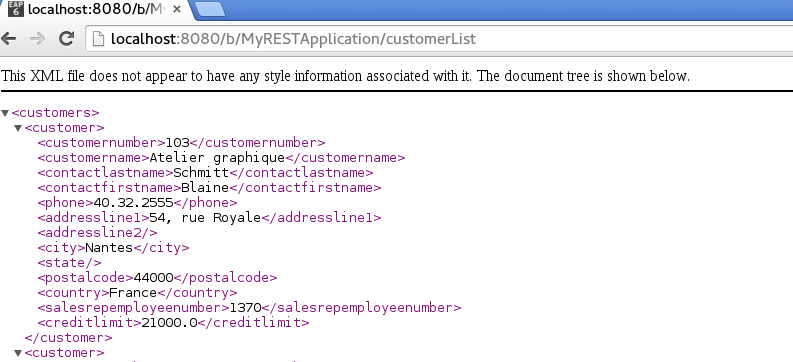 EAP 6 localhost:8080/b/My
localhost:8080/b/MyRESTApplication/customerList
This XML file does not appear to have any style information associated with it. The document tree is shown below.
<customers>
<customer>
<customernumber>103</customernumber>
<customername>Atelier graphique</customername>
<contactlastname>Schmitt</contactlastname>
<contactfirstname>Blaine</contactfirstname>
<phone>40.32.2555</phone>
<addressline1>54, rue Royale</addressline1>
<addressline2/>
<city>Nantes</city>
<state/>
<postalcode>44000</postalcode>
<country>France</country>
<salesrepemployeenumber>1370</salesrepemployeenumber>
<creditlimit>21000.0</creditlimit>
</customer>
<customer>